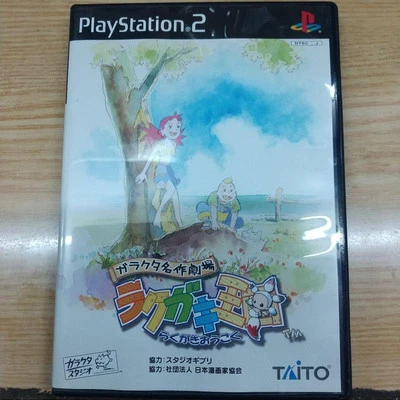 PlayStation 2
ガラクタ名作劇場
ラクガキ王国
らくがきおうこく
ガラクタ
スタジオ
協力：スタジオジブリ
協力：社団法人 日本漫画家協会
TAITO